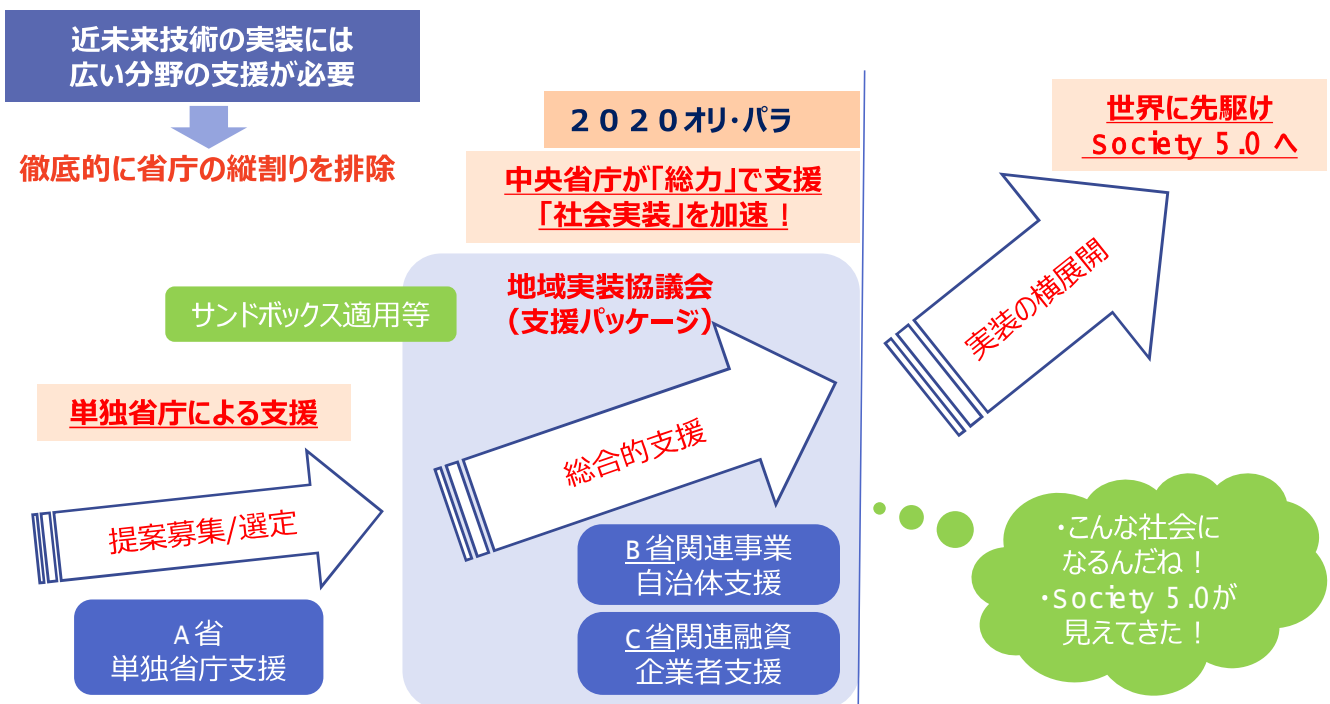 近未来技術の実装には
広い分野の支援が必要
徹底的に省庁の縦割りを排除
２０２０オリ・パラ
中央省庁が「総力」で支援
「社会実装」を加速！
世界に先駆け
Society 5.0 へ
地域実装協議会
（支援パッケージ）
サンドボックス適用等
単独省庁による支援
提案募集/選定
総合的支援
実装の横展開
A省
単独省庁支援
B省関連事業
自治体支援
C省関連融資
企業者支援
・こんな社会に
なるんだね！
・Society 5.0が
見えてきた！